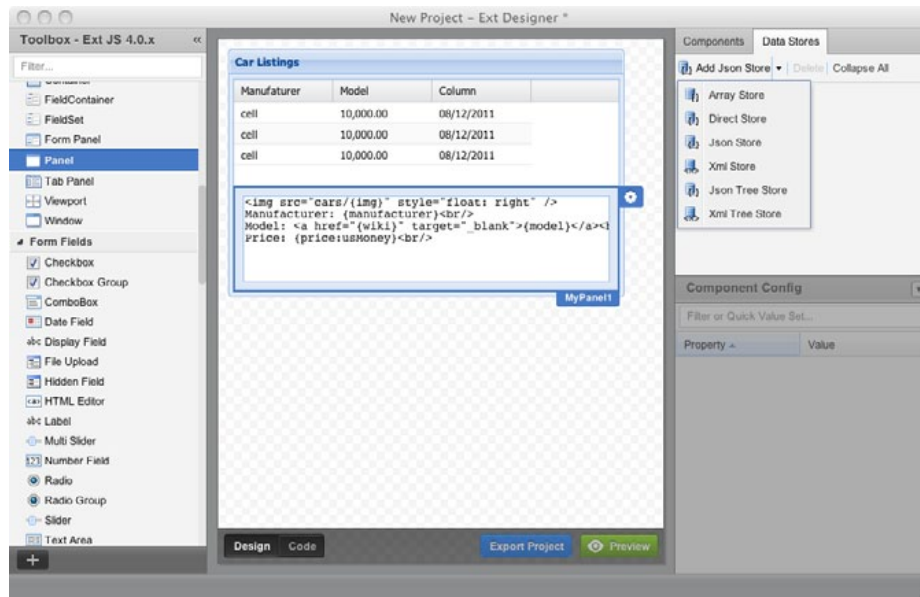 New Project – Ext Designer *
Toolbox - Ext JS 4.0.x «
Filter...
Container
FieldContainer
FieldSet
Form Panel
Panel
Tab Panel
Viewport
Window
Form Fields
Checkbox
Checkbox Group
ComboBox
Date Field
abc Display Field
File Upload
Hidden Field
HTML Editor
abc Label
Multi Slider
123 Number Field
Radio
Radio Group
Slider
Text Area
+
Car Listings
Manufaturer Model Column
cell 10,000.00 08/12/2011
cell 10,000.00 08/12/2011
cell 10,000.00 08/12/2011
<img src="cars/{img}" style="float: right" />
Manufacturer: {manufacturer}<br/>
Model: <a href="{wiki}" target="_blank">{model}</a><b
Price: {price:usMoney}<br/>
MyPanel1
Design Code
Export Project Preview
Components Data Stores
Add Json Store Delete Collapse All
Array Store
Direct Store
Json Store
Xml Store
Json Tree Store
Xml Tree Store
Component Config
Filter or Quick Value Set...
Property Value